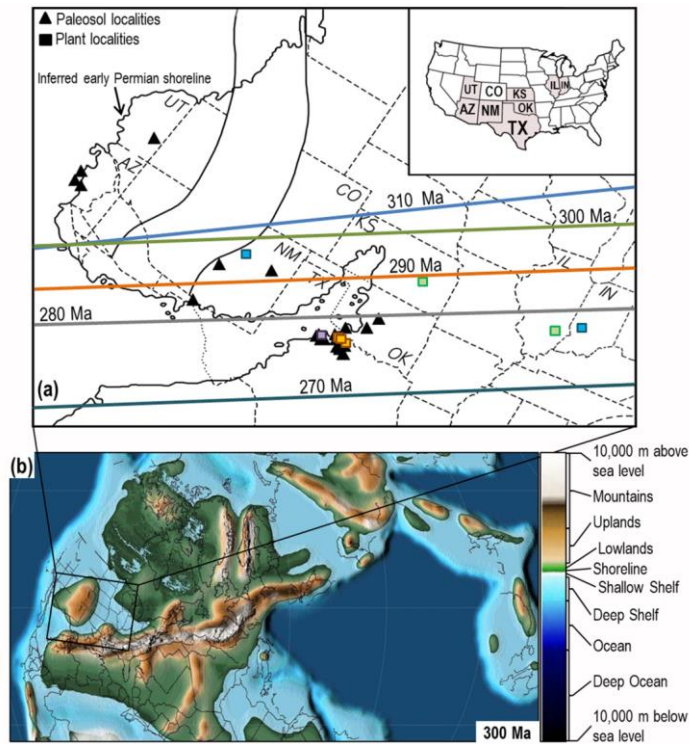 Paleosol localities
Plant localities
Inferred early Permian shoreline
UT
AZ
CO
KS
NM
TX
OK
IL
IN
UT
CO
KS
IL
IN
AZ
NM
OK
TX
310 Ma
300 Ma
290 Ma
280 Ma
270 Ma
(a)
(b)
300 Ma
10,000 m above
sea level
Mountains
Uplands
Lowlands
Shoreline
Shallow Shelf
Deep Shelf
Ocean
Deep Ocean
10,000 m below
sea level